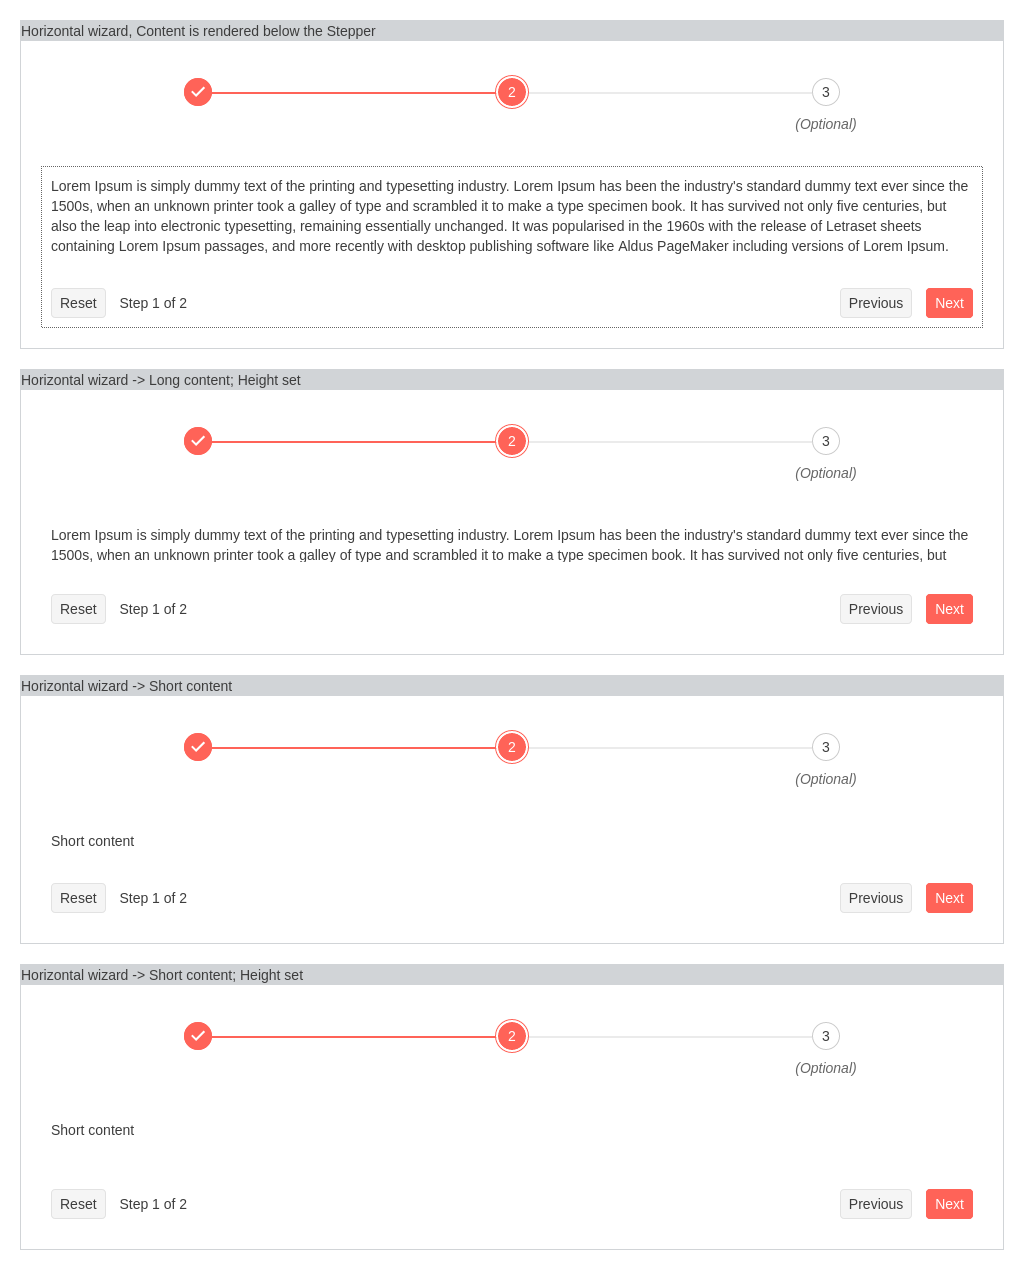 Horizontal wizard, Content is rendered below the Stepper
2
3
(Optional)
Lorem Ipsum is simply dummy text of the printing and typesetting industry. Lorem Ipsum has been the industry's standard dummy text ever since the
1500s, when an unknown printer took a galley of type and scrambled it to make a type specimen book. It has survived not only five centuries, but
also the leap into electronic typesetting, remaining essentially unchanged. It was popularised in the 1960s with the release of Letraset sheets
containing Lorem Ipsum passages, and more recently with desktop publishing software like Aldus PageMaker including versions of Lorem Ipsum.
Reset Step 1 of 2 Previous Next
Horizontal wizard -> Long content; Height set
2
3
(Optional)
Lorem Ipsum is simply dummy text of the printing and typesetting industry. Lorem Ipsum has been the industry's standard dummy text ever since the
1500s, when an unknown printer took a galley of type and scrambled it to make a type specimen book. It has survived not only five centuries, but
Reset Step 1 of 2 Previous Next
Horizontal wizard -> Short content
2
3
(Optional)
Short content
Reset Step 1 of 2 Previous Next
Horizontal wizard -> Short content; Height set
2
3
(Optional)
Short content
Reset Step 1 of 2 Previous Next